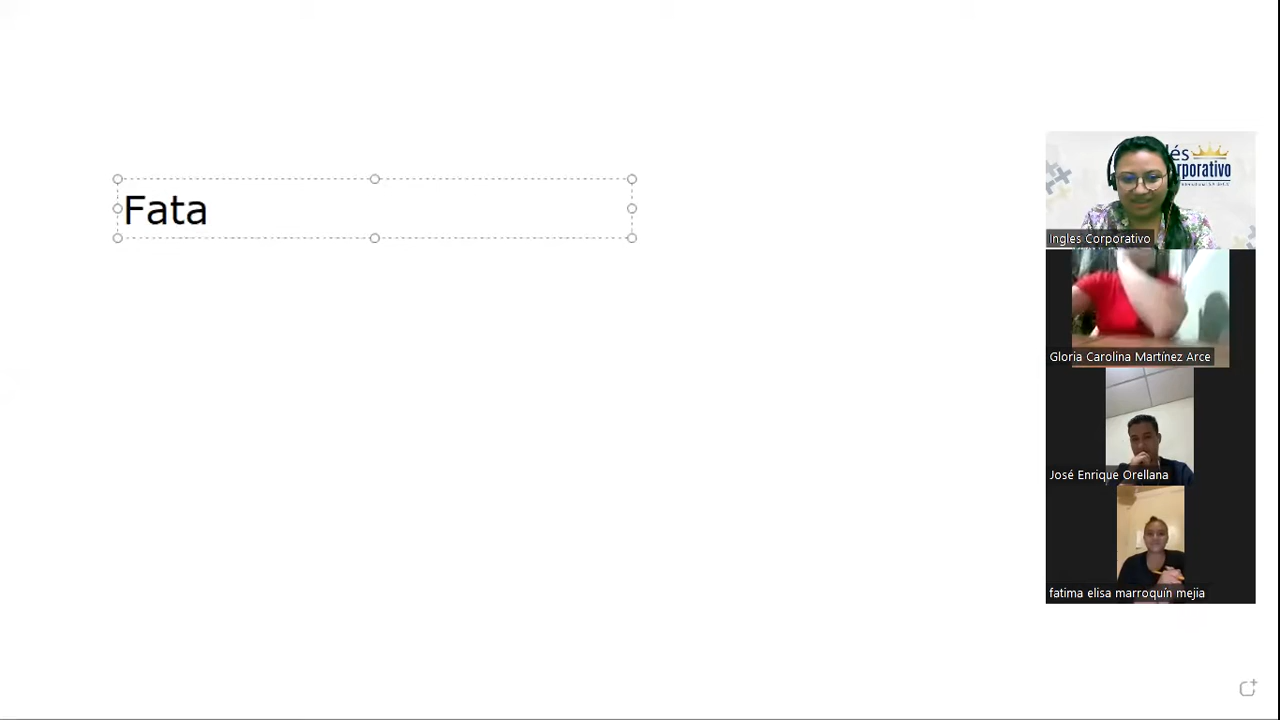 Fata
és
rporativo
Ingles Corporativo
Gloria Carolina Martínez Arce
José Enrique Orellana
fatima elisa marroquín mejia